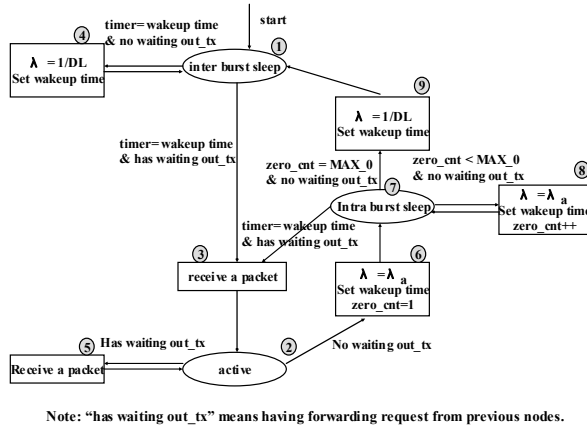 start
timer= wakeup time
& no waiting out_tx
4
1
λ = 1/DL
Set wakeup time
inter burst sleep
9
λ = 1/DL
Set wakeup time
timer= wakeup time
& has waiting out_tx
zero_cnt = MAX_0
& no waiting out_tx
zero_cnt < MAX_0
& no waiting out_tx
8
7
Intra burst sleep
λ = λ a
Set wakeup time
zero_cnt++
timer= wakeup time
& has waiting out_tx
3
receive a packet
6
λ = λ a
Set wakeup time
zero_cnt=1
Has waiting out_tx
5
2
No waiting out_tx
Receive a packet
active
Note: “has waiting out_tx” means having forwarding request from previous nodes.